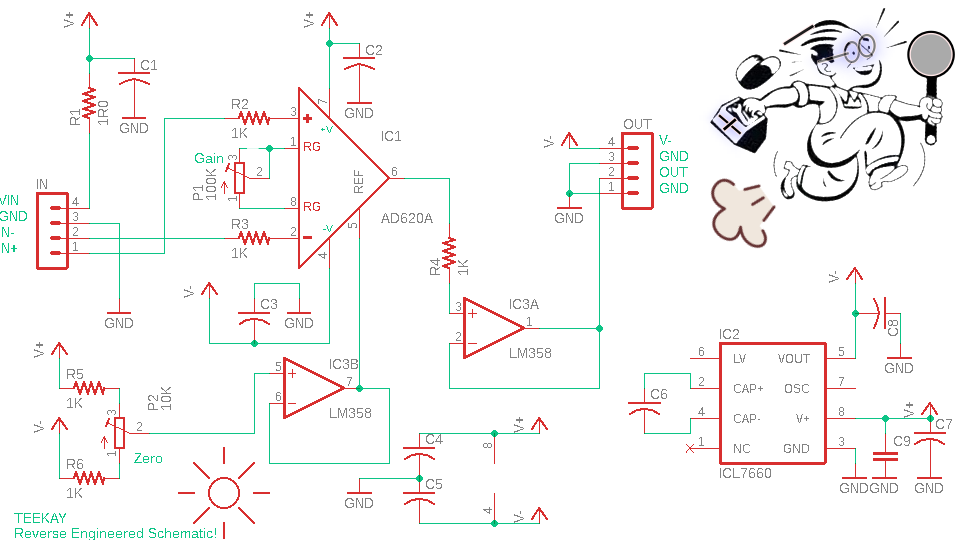 V+
C1
R1
1R0
GND
V+
C2
GND
R2
1K
3
7
+V
IC1
Gain
P1
100K
3
2
1
1
RG
8
RG
REF
6
5
AD620A
R3
1K
2
-V
4
IN
VIN
GND
N-
N+
4
3
2
1
GND
V-
C3
GND
R4
1K
OUT
V-
4
3
2
1
V-
GND
OUT
GND
GND
IC3A
3
2
1
LM358
V+
R5
1K
V-
R6
1K
P2
10K
3
2
1
Zero
IC3B
5
6
7
LM358
C4
C5
GND
8
V+
4
V-
V-
C8
GND
IC2
6
LV
VOUT
5
2
CAP+
OSC
7
4
CAP-
V+
8
1
NC
GND
3
ICL7660
C6
V+
C9
C7
GND
GND
GND
TEEKAY
Reverse Engineered Schematic!